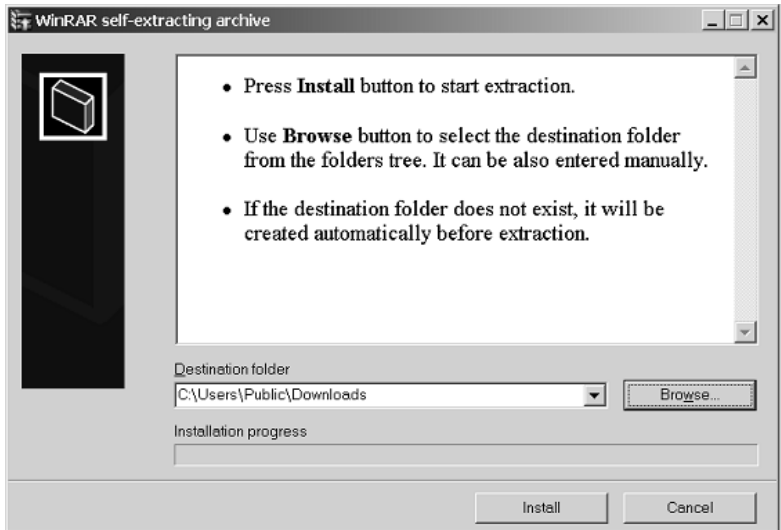 WinRAR self-extracting archive
• Press Install button to start extraction.
• Use Browse button to select the destination folder
from the folders tree. It can be also entered manually.
• If the destination folder does not exist, it will be
created automatically before extraction.
Destination folder
C:\Users\Public\Downloads
Browse...
Installation progress
Install
Cancel